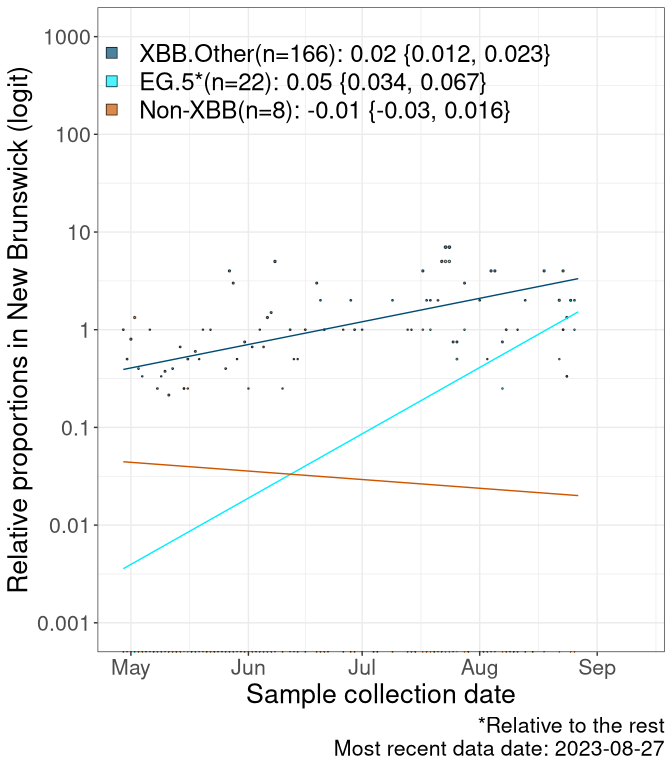 XBB.Other(n=166): 0.02 {0.012, 0.023}
EG.5*(n=22): 0.05 {0.034, 0.067}
Non-XBB(n=8): -0.01 {-0.03, 0.016}
Relative proportions in New Brunswick (logit)
1000
100
10
1
0.1
0.01
0.001
May Jun Jul Aug Sep
Sample collection date
*Relative to the rest
Most recent data date: 2023-08-27